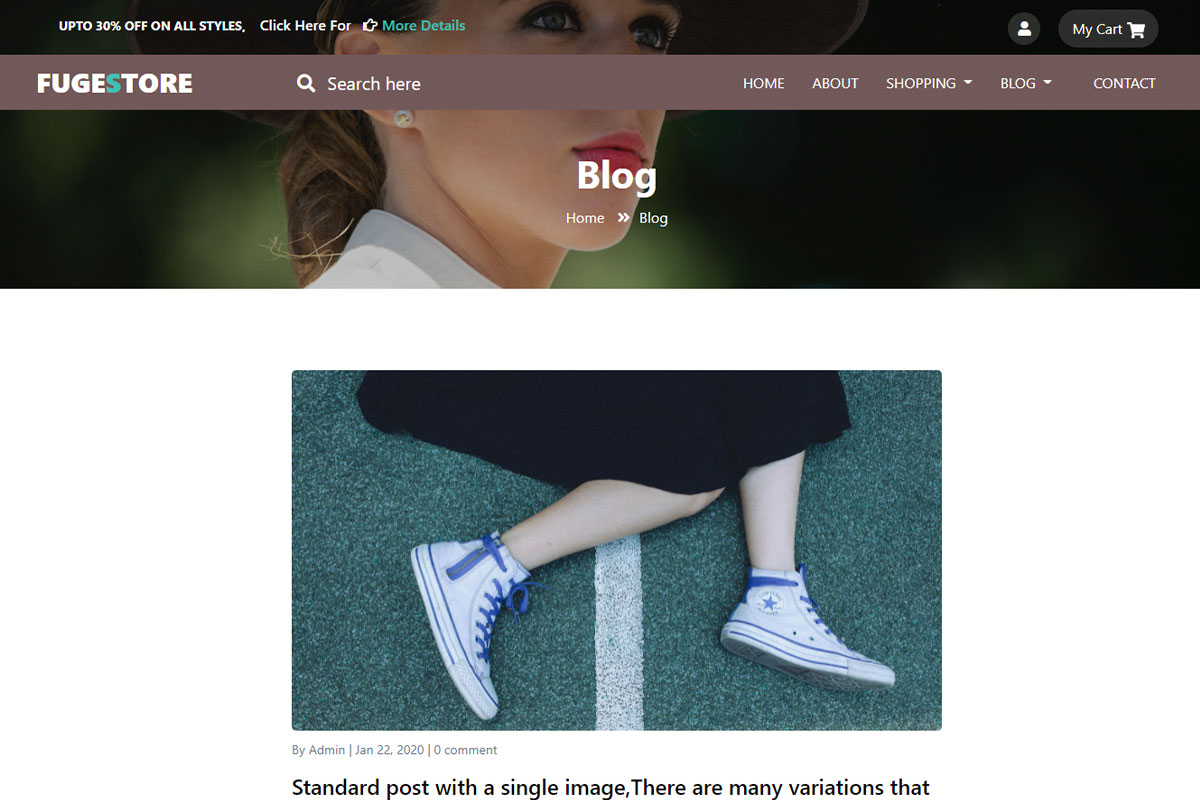 UPTO 30% OFF ON ALL STYLES, Click Here For More Details
My Cart
FUGESTORE
Search here
HOME ABOUT SHOPPING BLOG CONTACT
Blog
Home Blog
By Admin | Jan 22, 2020 | 0 comment
Standard post with a single image,There are many variations that